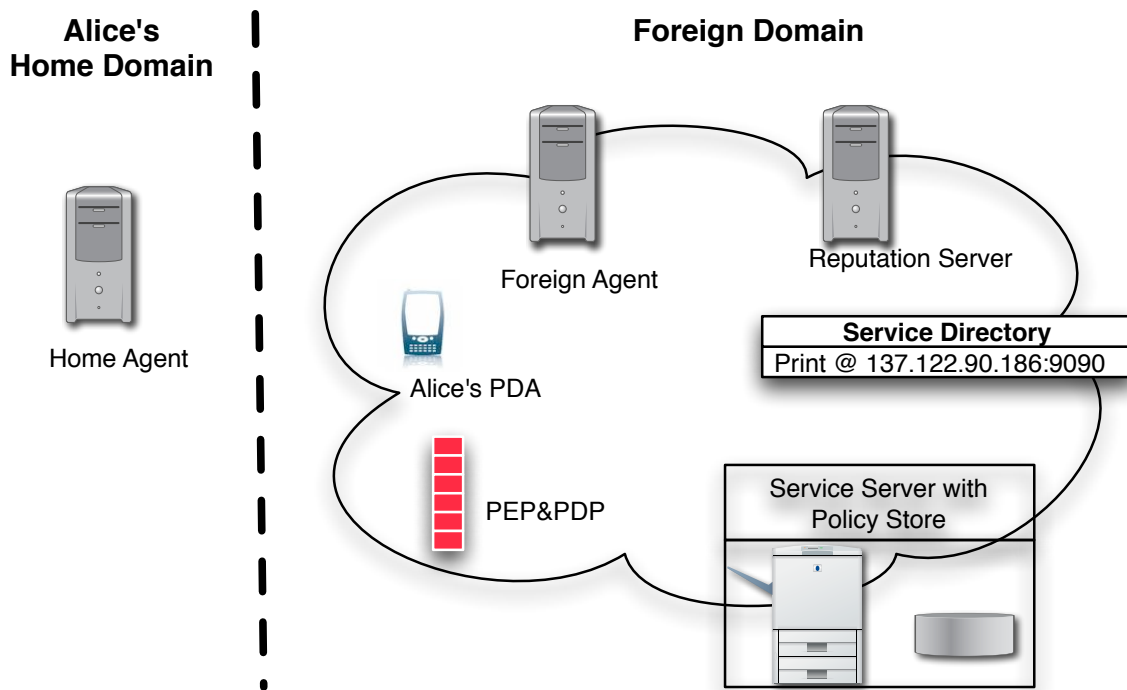 Alice's
Home Domain
Foreign Domain
Home Agent
Foreign Agent
Reputation Server
Alice's PDA
Service Directory
Print @ 137.122.90.186:9090
PEP&PDP
Service Server with
Policy Store